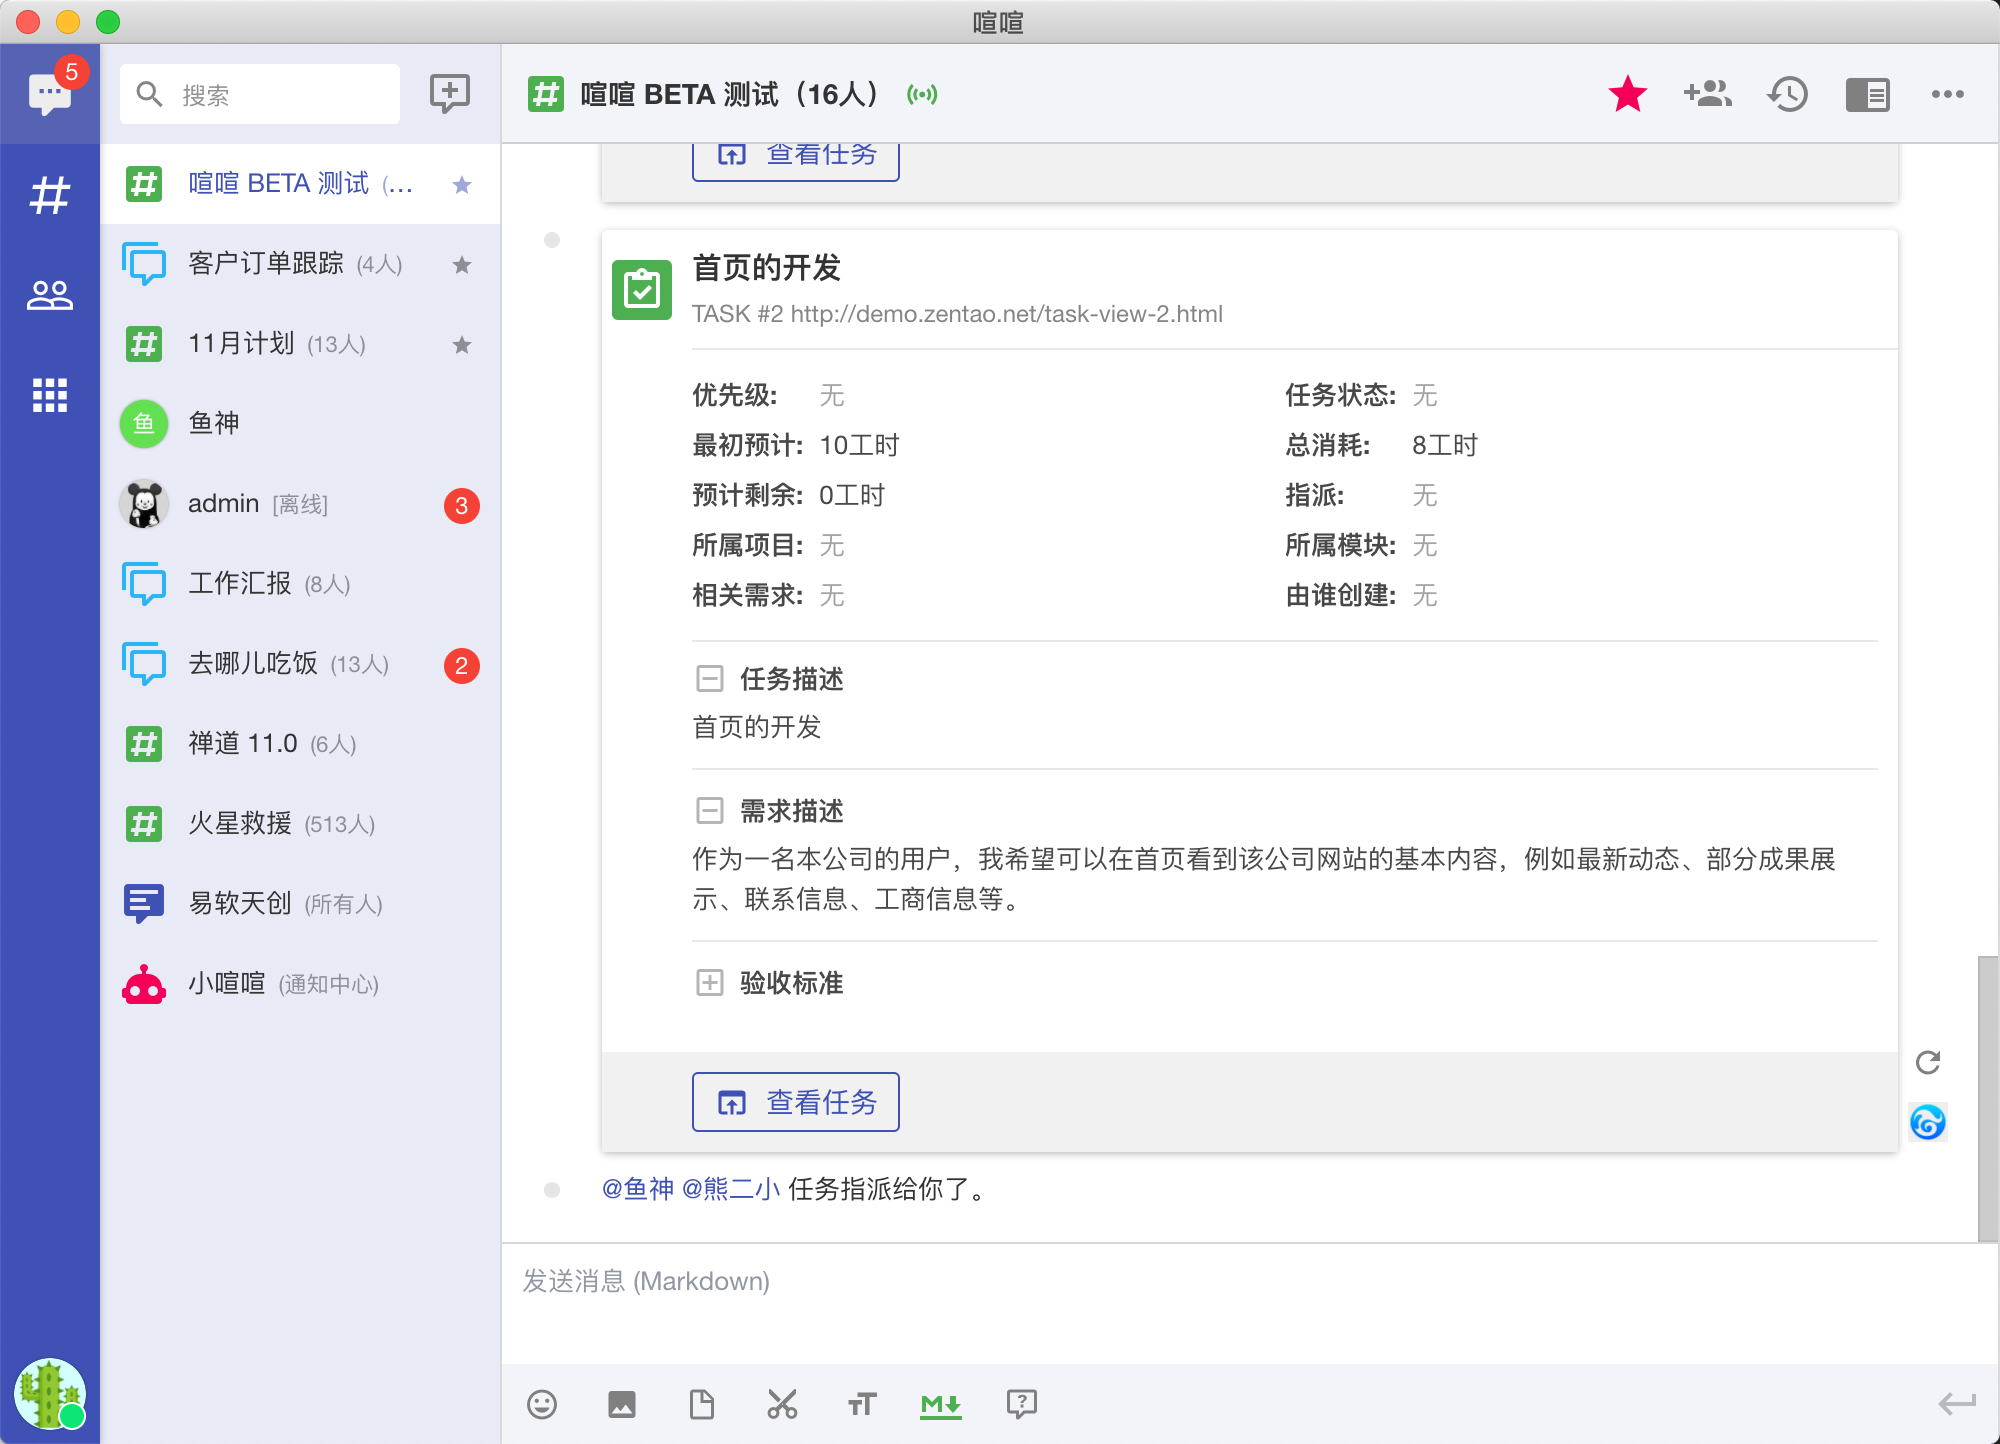 喧喧
5
搜索
喧喧 BETA 测试（16人）
喧喧 BETA 测试 (...
客户订单跟踪 (4人)
11月计划 (13人)
鱼 鱼神
admin [离线] 3
工作汇报 (8人)
去哪儿吃饭 (13人) 2
禅道 11.0 (6人)
火星救援 (513人)
易软天创 (所有人)
小喧喧 (通知中心)
查看任务
首页的开发
TASK #2 http://demo.zentao.net/task-view-2.html
优先级: 无 任务状态: 无
最初预计: 10工时 总消耗: 8工时
预计剩余: 0工时 指派: 无
所属项目: 无 所属模块: 无
相关需求: 无 由谁创建: 无
任务描述
首页的开发
需求描述
作为一名本公司的用户，我希望可以在首页看到该公司网站的基本内容，例如最新动态、部分成果展
示、联系信息、工商信息等。
验收标准
查看任务
@鱼神 @熊二小 任务指派给你了。
发送消息 (Markdown)